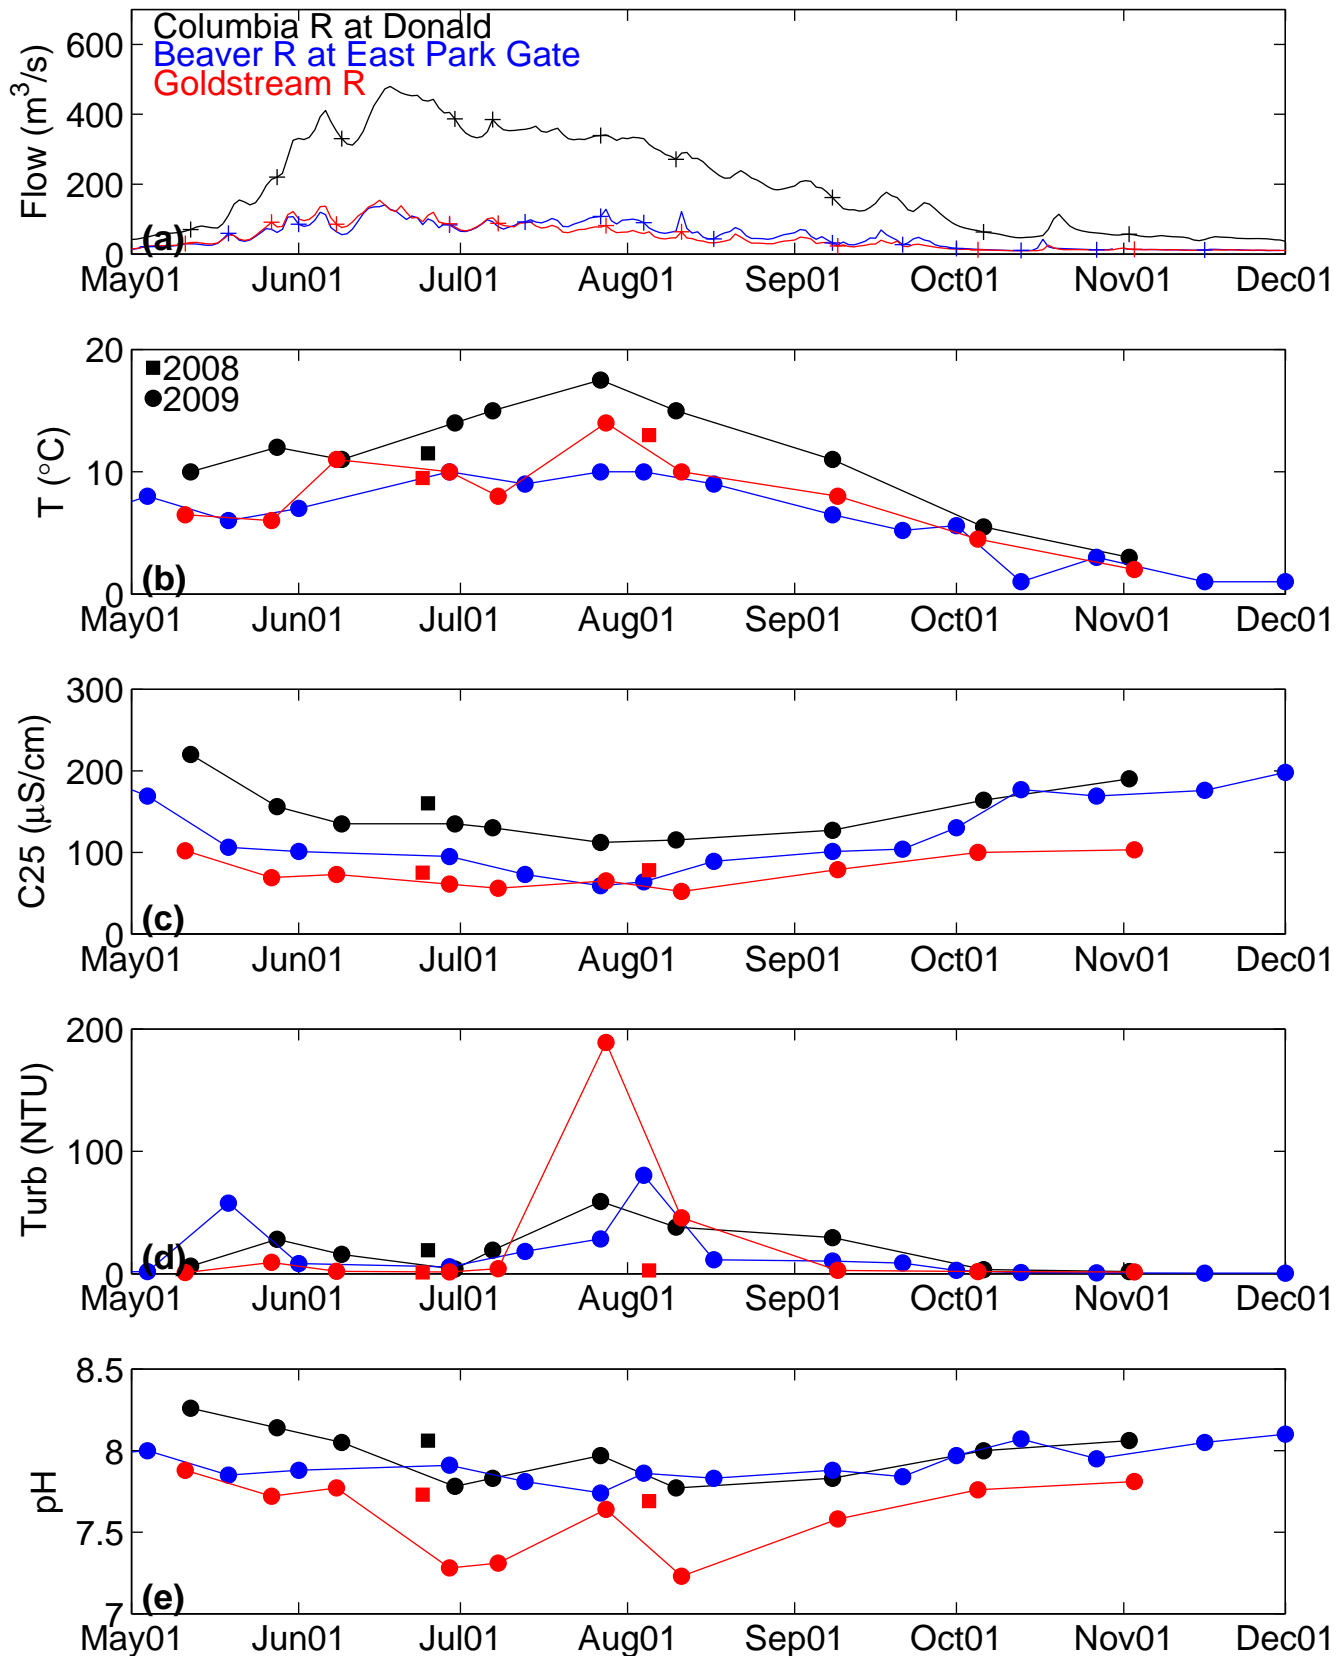 Columbia R at Donald
Beaver R at East Park Gate
Goldstream R
Flow (m³/s)
600
400
200
0
(a)
May01 Jun01 Jul01 Aug01 Sep01 Oct01 Nov01 Dec01
2008
2009
T (°C)
20
10
0
(b)
May01 Jun01 Jul01 Aug01 Sep01 Oct01 Nov01 Dec01
C25 (µS/cm)
300
200
100
0
(c)
May01 Jun01 Jul01 Aug01 Sep01 Oct01 Nov01 Dec01
Turb (NTU)
200
100
0
(d)
May01 Jun01 Jul01 Aug01 Sep01 Oct01 Nov01 Dec01
pH
8.5
8
7.5
7
(e)
May01 Jun01 Jul01 Aug01 Sep01 Oct01 Nov01 Dec01